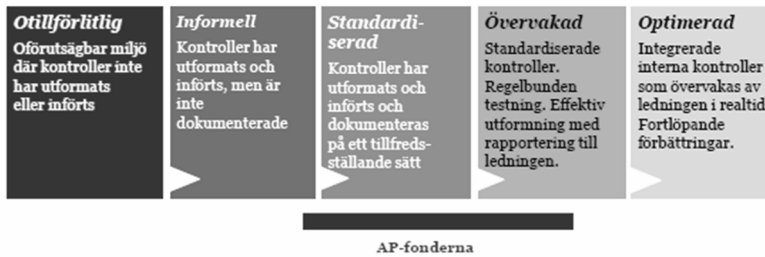 Otillförlitlig
Oförutsägbar miljö
där kontroller inte
har utformats
eller införts
Informell
Kontroller har
utformats och
införts, men är
inte
dokumenterade
Standardi-
serad
Kontroller har
utformats och
införts och
dokumenteras
på ett tillfreds-
ställande sätt
Övervakad
Standardiserade
kontroller.
Regelbunden
testning. Effektiv
utformning med
rapportering till
ledningen.
Optimerad
Integrerade
interna kontroller
som övervakas av
ledningen i realtid
Fortlöpande
förbättringar.
AP-fonderna